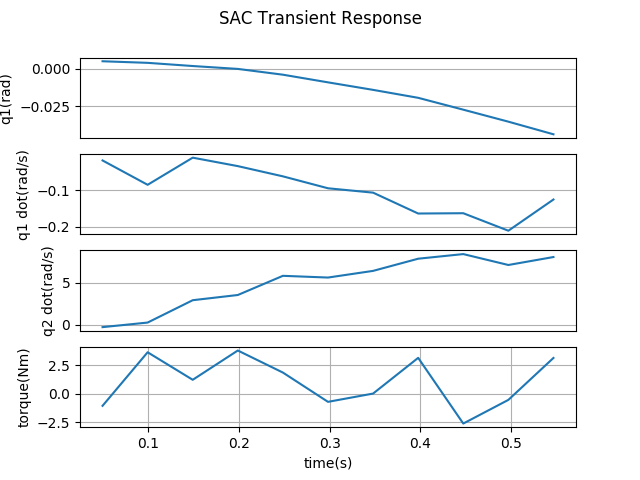 SAC Transient Response
q1(rad)
0.000
−0.025
q1 dot(rad/s)
−0.1
−0.2
q2 dot(rad/s)
5
0
torque(Nm)
2.5
0.0
−2.5
0.1 0.2 0.3 0.4 0.5
time(s)